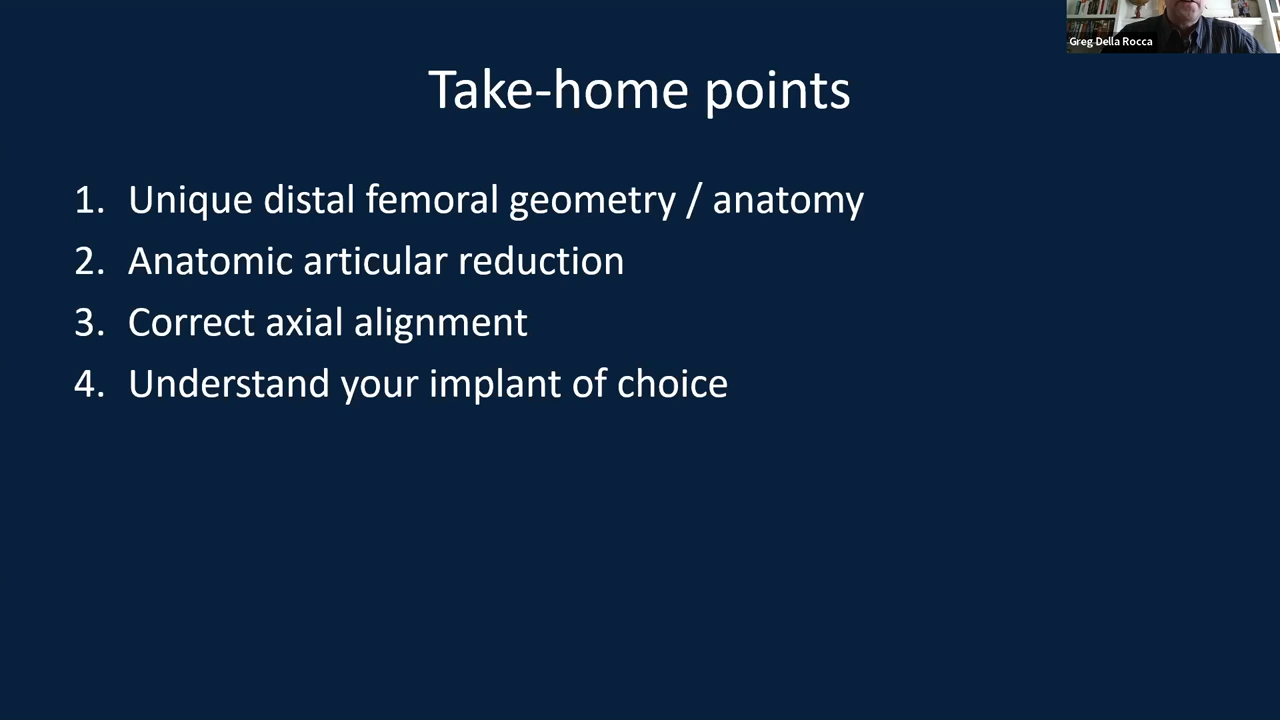 Greg Della Rocca
Take-home points
1. Unique distal femoral geometry / anatomy
2. Anatomic articular reduction
3. Correct axial alignment
4. Understand your implant of choice